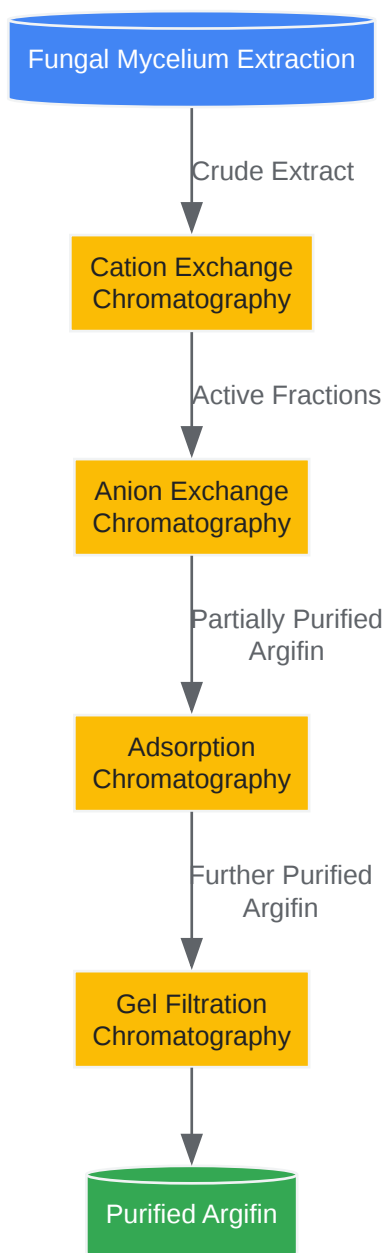 Fungal Mycelium Extraction
Crude Extract
Cation Exchange
Chromatography
Active Fractions
Anion Exchange
Chromatography
Partially Purified
Argifin
Adsorption
Chromatography
Further Purified
Argifin
Gel Filtration
Chromatography
Purified Argifin